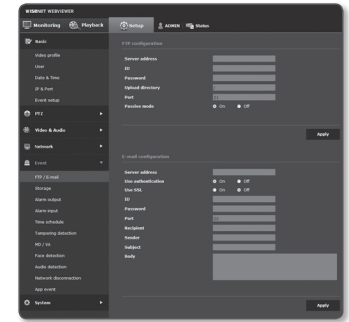 WISENET WEBVIEWER
Monitoring
Playback
Setup
ADMIN
Status
Basic
Video profile
User
Date & Time
IP & Port
Event setup
PTZ
Video & Audio
Network
Event
FTP / E-mail
Storage
Alarm output
Alarm input
Time schedule
Tampering detection
MD / VA
Face detection
Audio detection
Network disconnection
App event
System
FTP configuration
Server address
ID
Password
Upload directory
Port
Passive mode
On
Off
Apply
E-mail configuration
Server address
Use authentication
On
Off
Use SSL
On
Off
ID
Password
Port
Recipient
Sender
Subject
Body
Apply